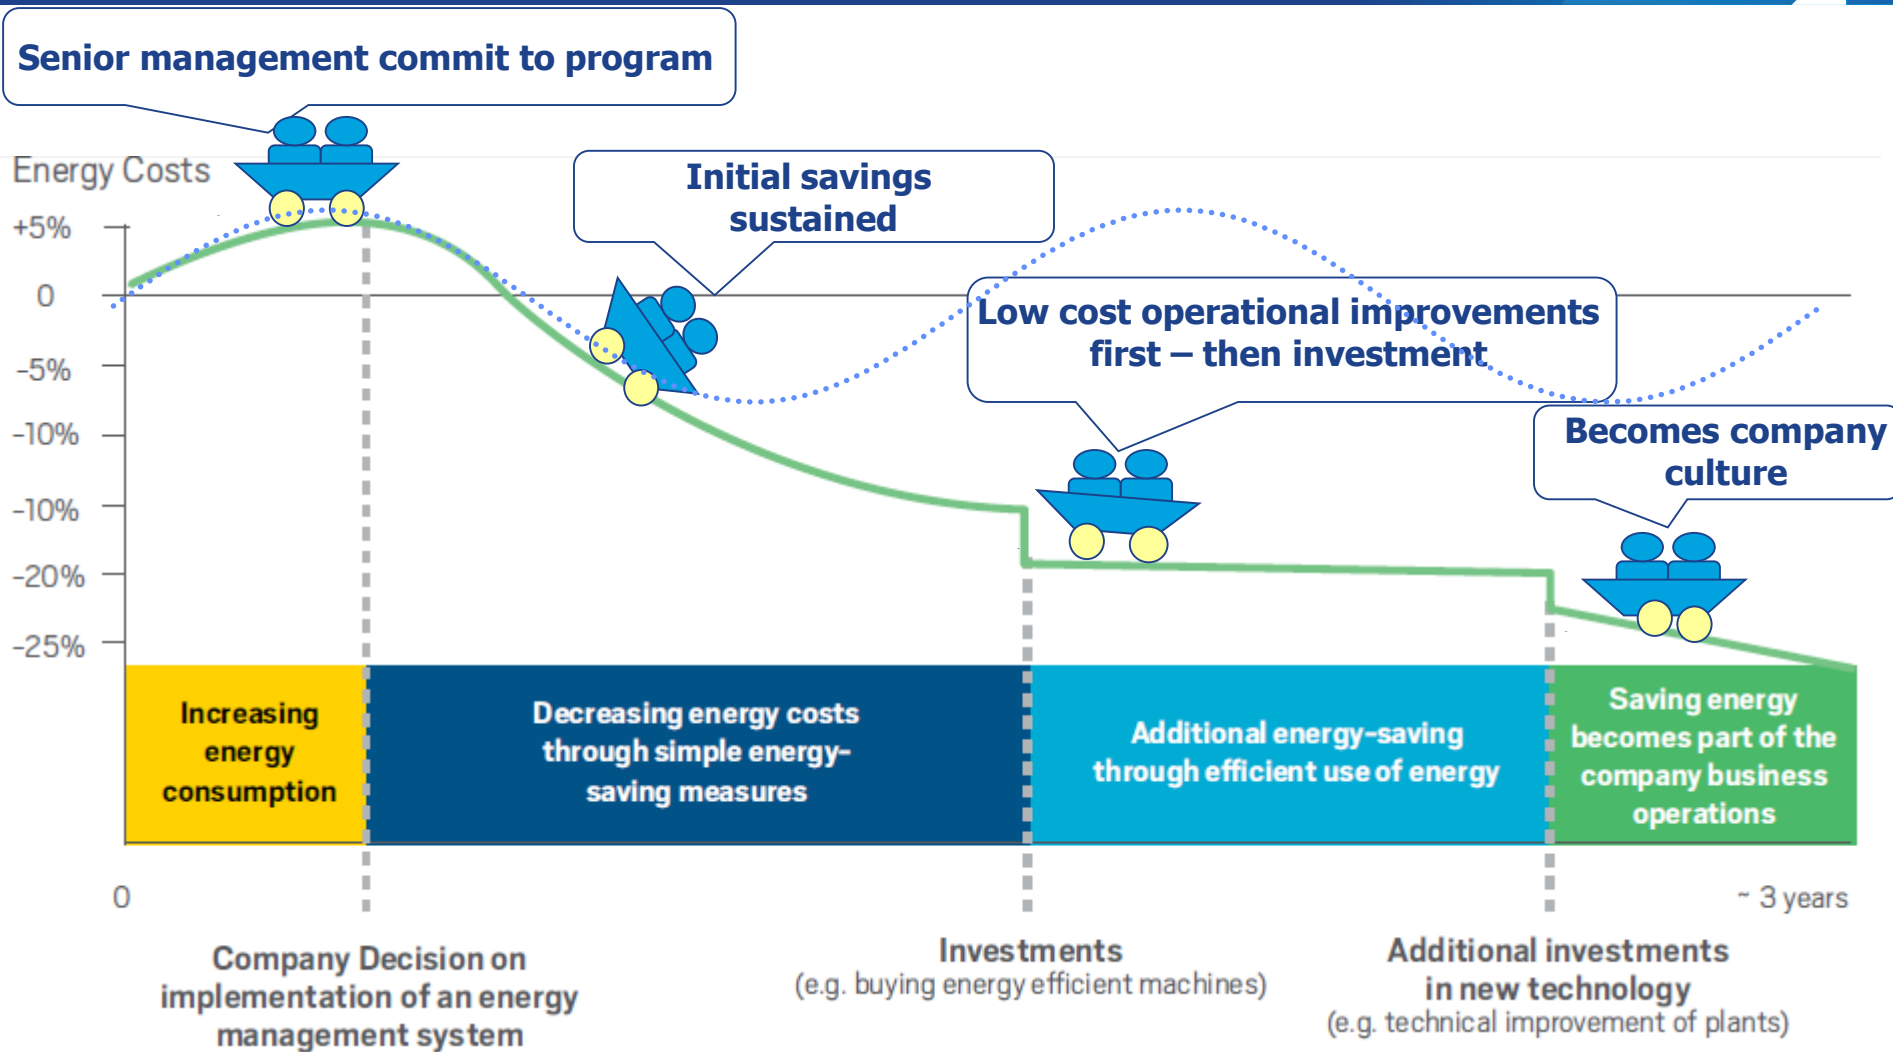 Senior management commit to program
Energy Costs
Initial savings
sustained
+5%
0
Low cost operational improvements
first – then investment
-5%
-10%
Becomes company
culture
-10%
-20%
-25%
Increasing
energy
consumption
Decreasing energy costs
through simple energy-
saving measures
Additional energy-saving
through efficient use of energy
Saving energy
becomes part of the
company business
operations
0
~ 3 years
Company Decision on
implementation of an energy
management system
Investments
(e.g. buying energy efficient machines)
Additional investments
in new technology
(e.g. technical improvement of plants)